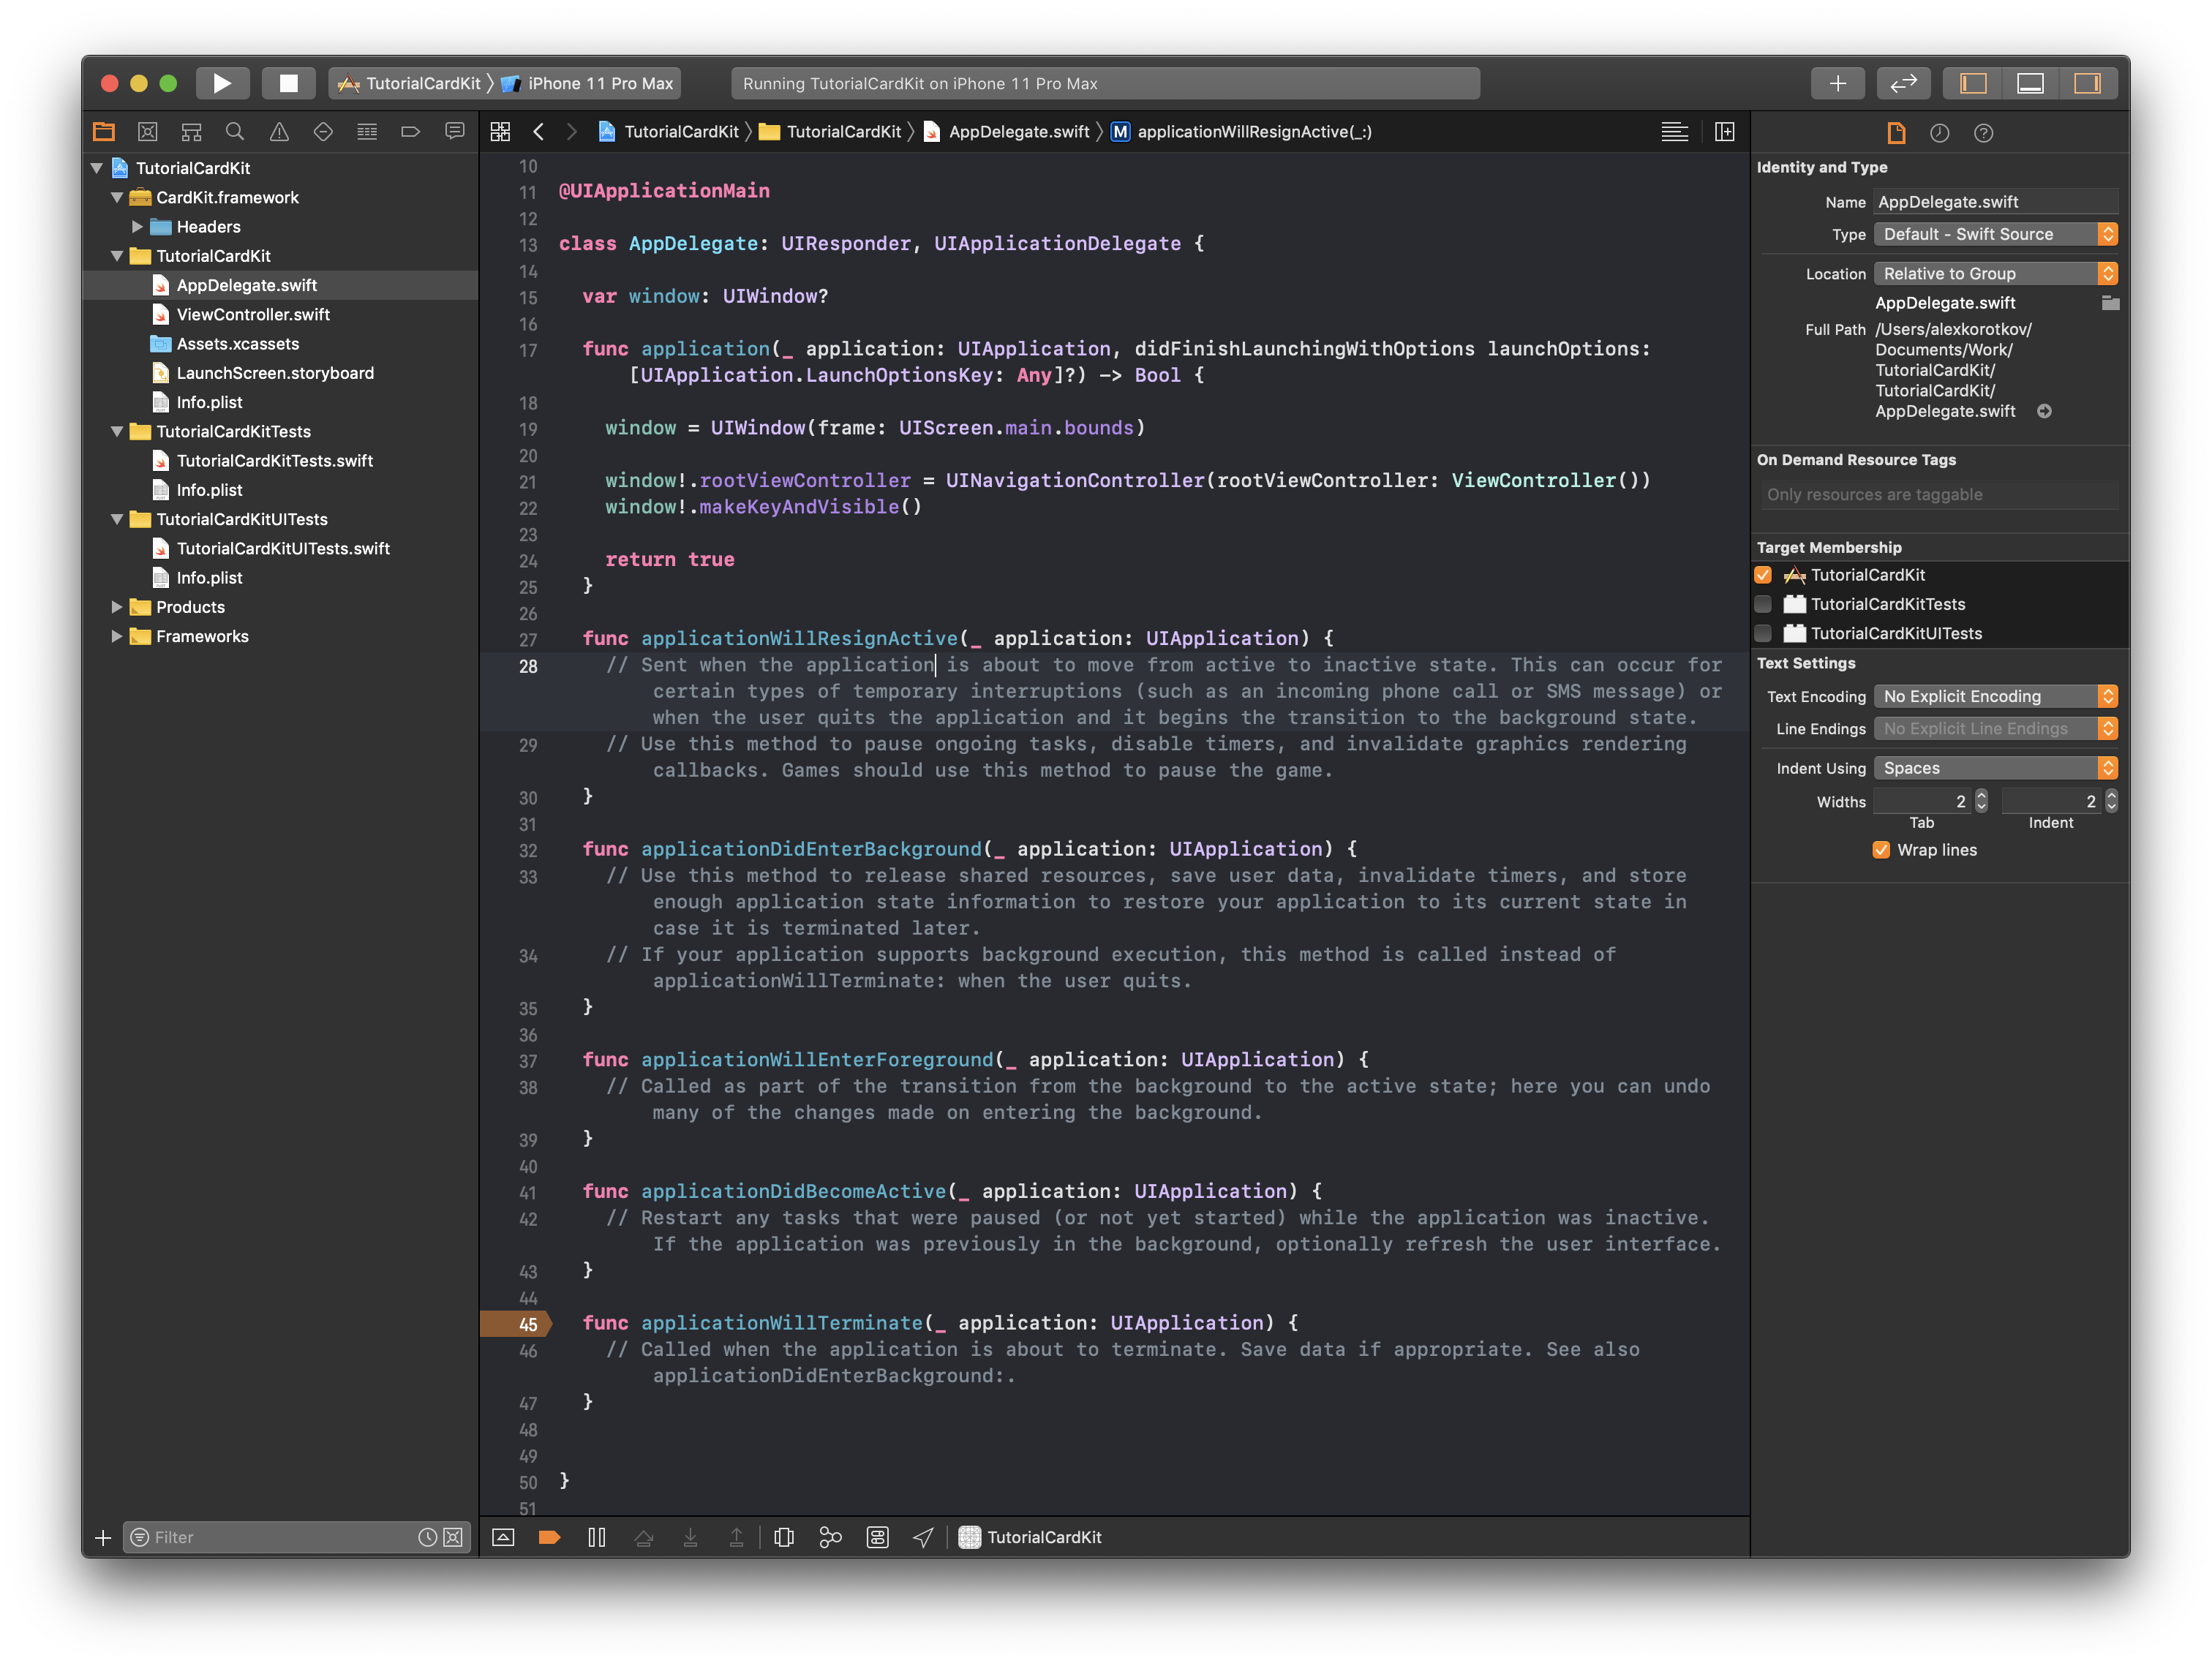 TutorialCardKit 〉 iPhone 11 Pro Max
Running TutorialCardKit on iPhone 11 Pro Max
TutorialCardKit
CardKit.framework
Headers
TutorialCardKit
AppDelegate.swift
ViewController.swift
Assets.xcassets
LaunchScreen.storyboard
Info.plist
TutorialCardKitTests
TutorialCardKitTests.swift
Info.plist
TutorialCardKitUITests
TutorialCardKitUITests.swift
Info.plist
Products
Frameworks
Filter
TutorialCardKit 〉 TutorialCardKit 〉 AppDelegate.swift 〉 M applicationWillResignActive(_:)
10
11 @UIApplicationMain
12
13 class AppDelegate: UIResponder, UIApplicationDelegate {
14
15 var window: UIWindow?
16
17 func application(_ application: UIApplication, didFinishLaunchingWithOptions launchOptions:
[UIApplication.LaunchOptionsKey: Any]?) -> Bool {
18
19 window = UIWindow(frame: UIScreen.main.bounds)
20
21 window!.rootViewController = UINavigationController(rootViewController: ViewController())
22 window!.makeKeyAndVisible()
23
24 return true
25 }
26
27 func applicationWillResignActive(_ application: UIApplication) {
28 // Sent when the application is about to move from active to inactive state. This can occur for
certain types of temporary interruptions (such as an incoming phone call or SMS message) or
when the user quits the application and it begins the transition to the background state.
29 // Use this method to pause ongoing tasks, disable timers, and invalidate graphics rendering
callbacks. Games should use this method to pause the game.
30 }
31
32 func applicationDidEnterBackground(_ application: UIApplication) {
33 // Use this method to release shared resources, save user data, invalidate timers, and store
enough application state information to restore your application to its current state in
case it is terminated later.
34 // If your application supports background execution, this method is called instead of
applicationWillTerminate: when the user quits.
35 }
36
37 func applicationWillEnterForeground(_ application: UIApplication) {
38 // Called as part of the transition from the background to the active state; here you can undo
many of the changes made on entering the background.
39 }
40
41 func applicationDidBecomeActive(_ application: UIApplication) {
42 // Restart any tasks that were paused (or not yet started) while the application was inactive.
If the application was previously in the background, optionally refresh the user interface.
43 }
44
45 func applicationWillTerminate(_ application: UIApplication) {
46 // Called when the application is about to terminate. Save data if appropriate. See also
applicationDidEnterBackground:.
47 }
48
49
50 }
51
TutorialCardKit
Identity and Type
Name AppDelegate.swift
Type Default - Swift Source
Location Relative to Group
AppDelegate.swift
Full Path /Users/alexkorotkov/
Documents/Work/
TutorialCardKit/
TutorialCardKit/
AppDelegate.swift
On Demand Resource Tags
Only resources are taggable
Target Membership
TutorialCardKit
TutorialCardKitTests
TutorialCardKitUITests
Text Settings
Text Encoding No Explicit Encoding
Line Endings No Explicit Line Endings
Indent Using Spaces
Widths 2 2
Tab Indent
Wrap lines